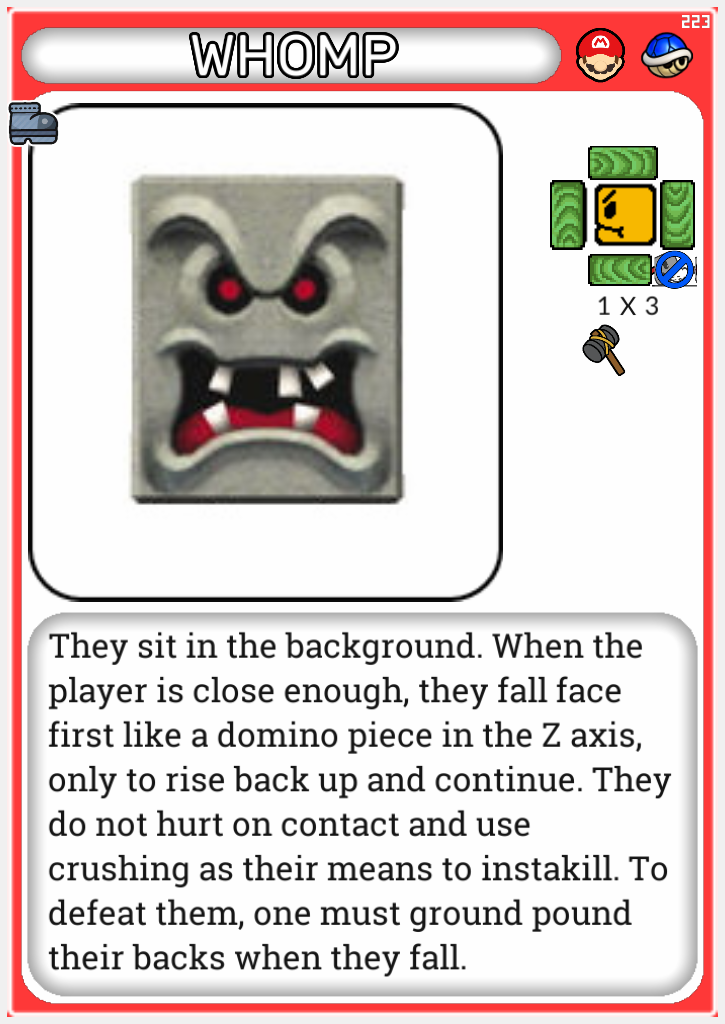 223
WHOMP
1 X 3
They sit in the background. When the
player is close enough, they fall face
first like a domino piece in the Z axis,
only to rise back up and continue. They
do not hurt on contact and use
crushing as their means to instakill. To
defeat them, one must ground pound
their backs when they fall.